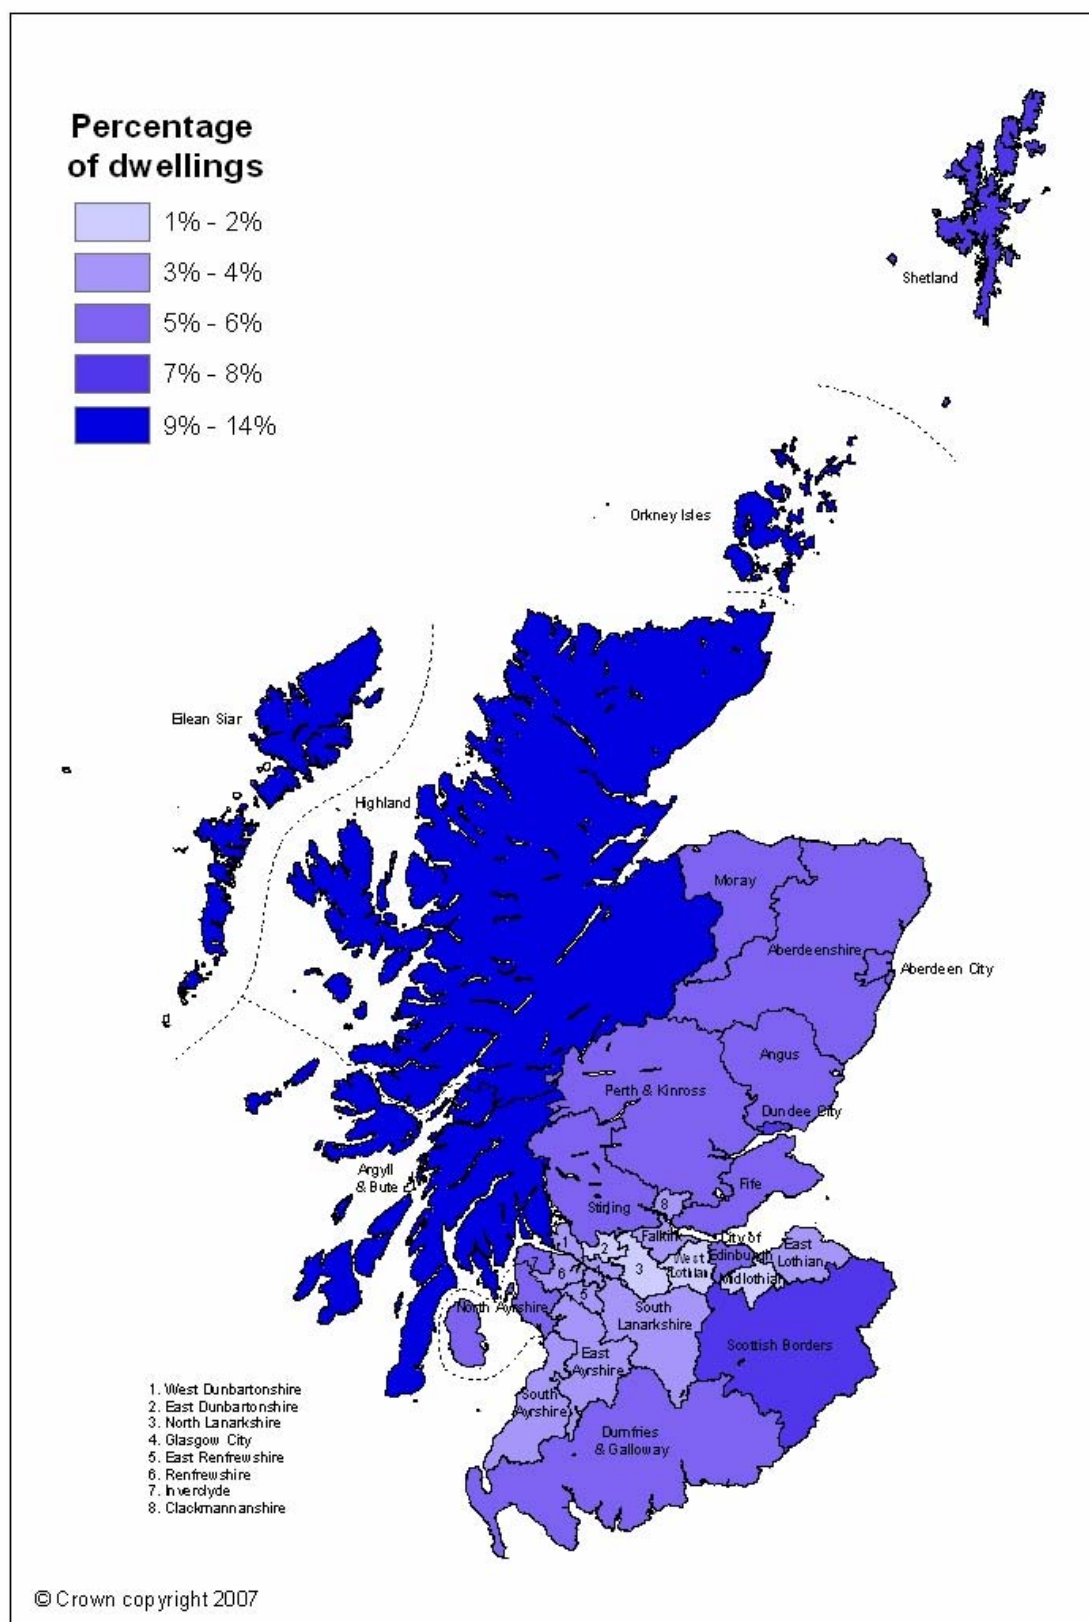 Percentage
of dwellings
1% - 2%
3% - 4%
5% - 6%
7% - 8%
9% - 14%
Shetland
Orkney Isles
Eilean Siar
Highland
Moray
Aberdeenshire
Aberdeen City
Angus
Perth & Kinross
Dundee City
Argyll
& Bute
Fife
Stirling
8
1
2
Falkirk
City of
Edinburgh
East
Lothian
West
Lothian
Midlothian
3
7
6
5
North Ayrshire
South
Lanarkshire
Scottish Borders
East
Ayrshire
South
Ayrshire
Dumfries
& Galloway
1. West Dunbartonshire
2. East Dunbartonshire
3. North Lanarkshire
4. Glasgow City
5. East Renfrewshire
6. Renfrewshire
7. Inverclyde
8. Clackmannanshire
© Crown copyright 2007